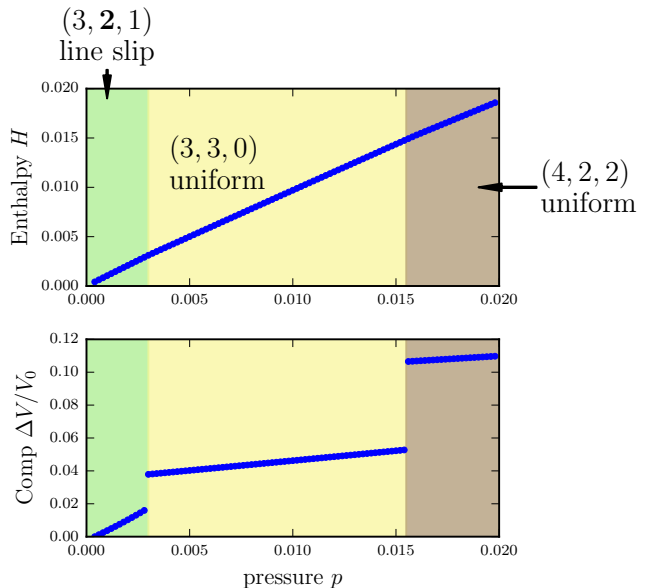 (3, 2, 1)
line slip
0.020
0.015
0.010
0.005
0.000
Enthalpy H
(3, 3, 0)
uniform
(4, 2, 2)
uniform
0.000 0.005 0.010 0.015 0.020
0.12
0.10
0.08
0.06
0.04
0.02
0.00
Comp ΔV/V₀
0.000 0.005 0.010 0.015 0.020
pressure p